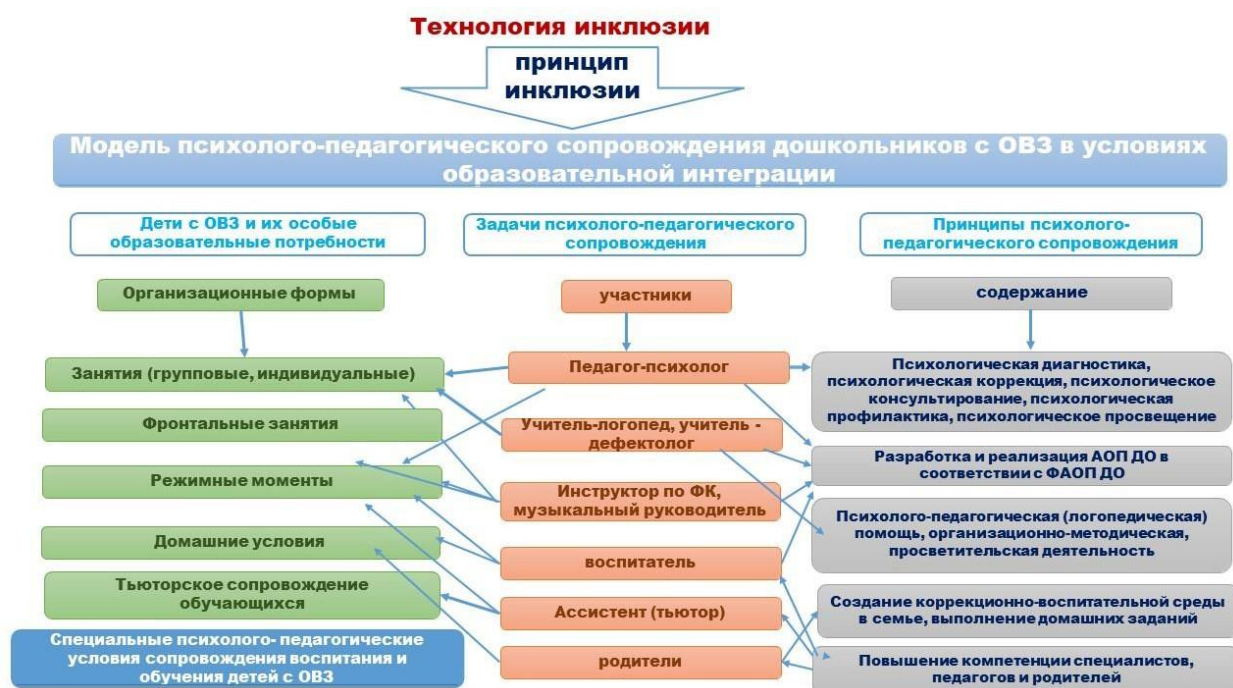 Технология инклюзии
принцип
инклюзии
Модель психолого-педагогического сопровождения дошкольников с ОВЗ в условиях
образовательной интеграции
Дети с ОВЗ и их особые
образовательные потребности
Задачи психолого-педагогического
сопровождения
Принципы психолого-
педагогического сопровождения
Организационные формы
участники
содержание
Занятия (групповые, индивидуальные)
Фронтальные занятия
Режимные моменты
Домашние условия
Тьюторское сопровождение
обучающихся
Специальные психолого- педагогические
условия сопровождения воспитания и
обучения детей с ОВЗ
Педагог-психолог
Учитель-логопед, учитель -
дефектолог
Инструктор по ФК,
музыкальный руководитель
воспитатель
Ассистент (тьютор)
родители
Психологическая диагностика,
психологическая коррекция, психологическое
консультирование, психологическая
профилактика, психологическое просвещение
Разработка и реализация АОП ДО в
соответствии с ФАОП ДО
Психолого-педагогическая (логопедическая)
помощь, организационно-методическая,
просветительская деятельность
Создание коррекционно-воспитательной среды
в семье, выполнение домашних заданий
Повышение компетенции специалистов,
педагогов и родителей